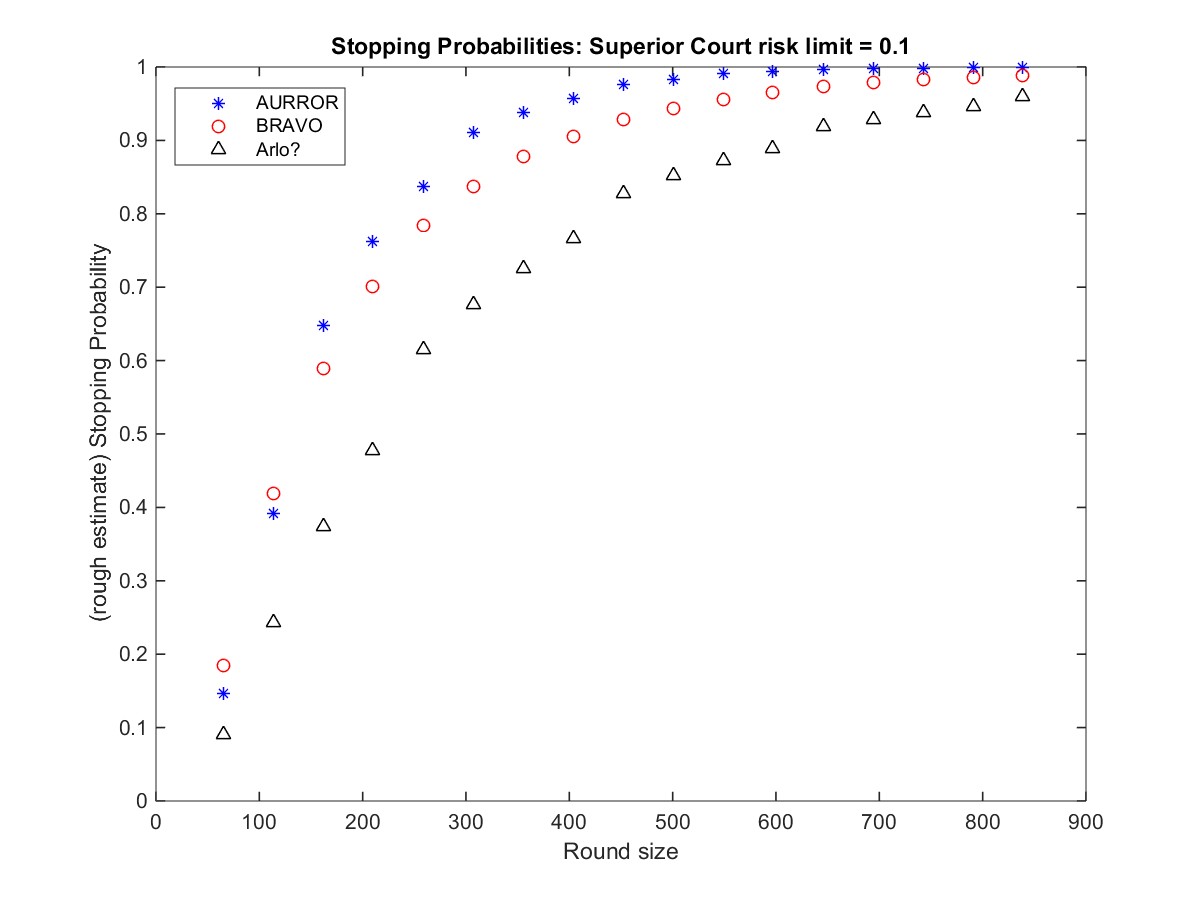 Stopping Probabilities: Superior Court risk limit = 0.1
AURROR
BRAVO
Arlo?
(rough estimate) Stopping Probability
1
0.9
0.8
0.7
0.6
0.5
0.4
0.3
0.2
0.1
0
0 100 200 300 400 500 600 700 800 900
Round size